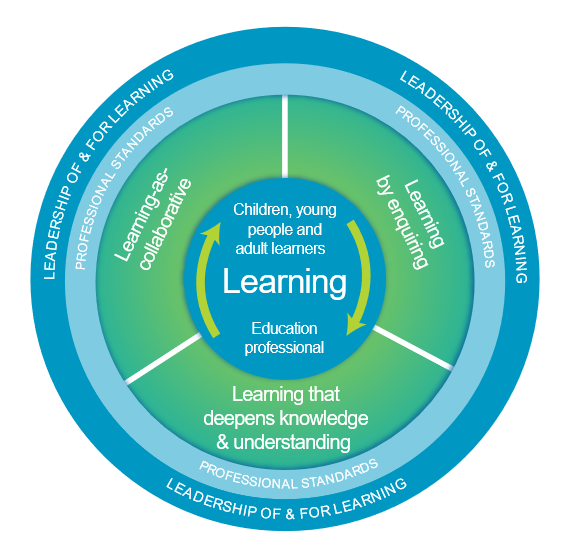 LEADERSHIP OF & FOR LEARNING
LEADERSHIP OF & FOR LEARNING
PROFESSIONAL STANDARDS
PROFESSIONAL STANDARDS
Learning-as-
collaborative
Learning
by enquiring
Children, young
people and
adult learners
Learning
Education
professional
Learning that
deepens knowledge
& understanding
PROFESSIONAL STANDARDS
LEADERSHIP OF & FOR LEARNING